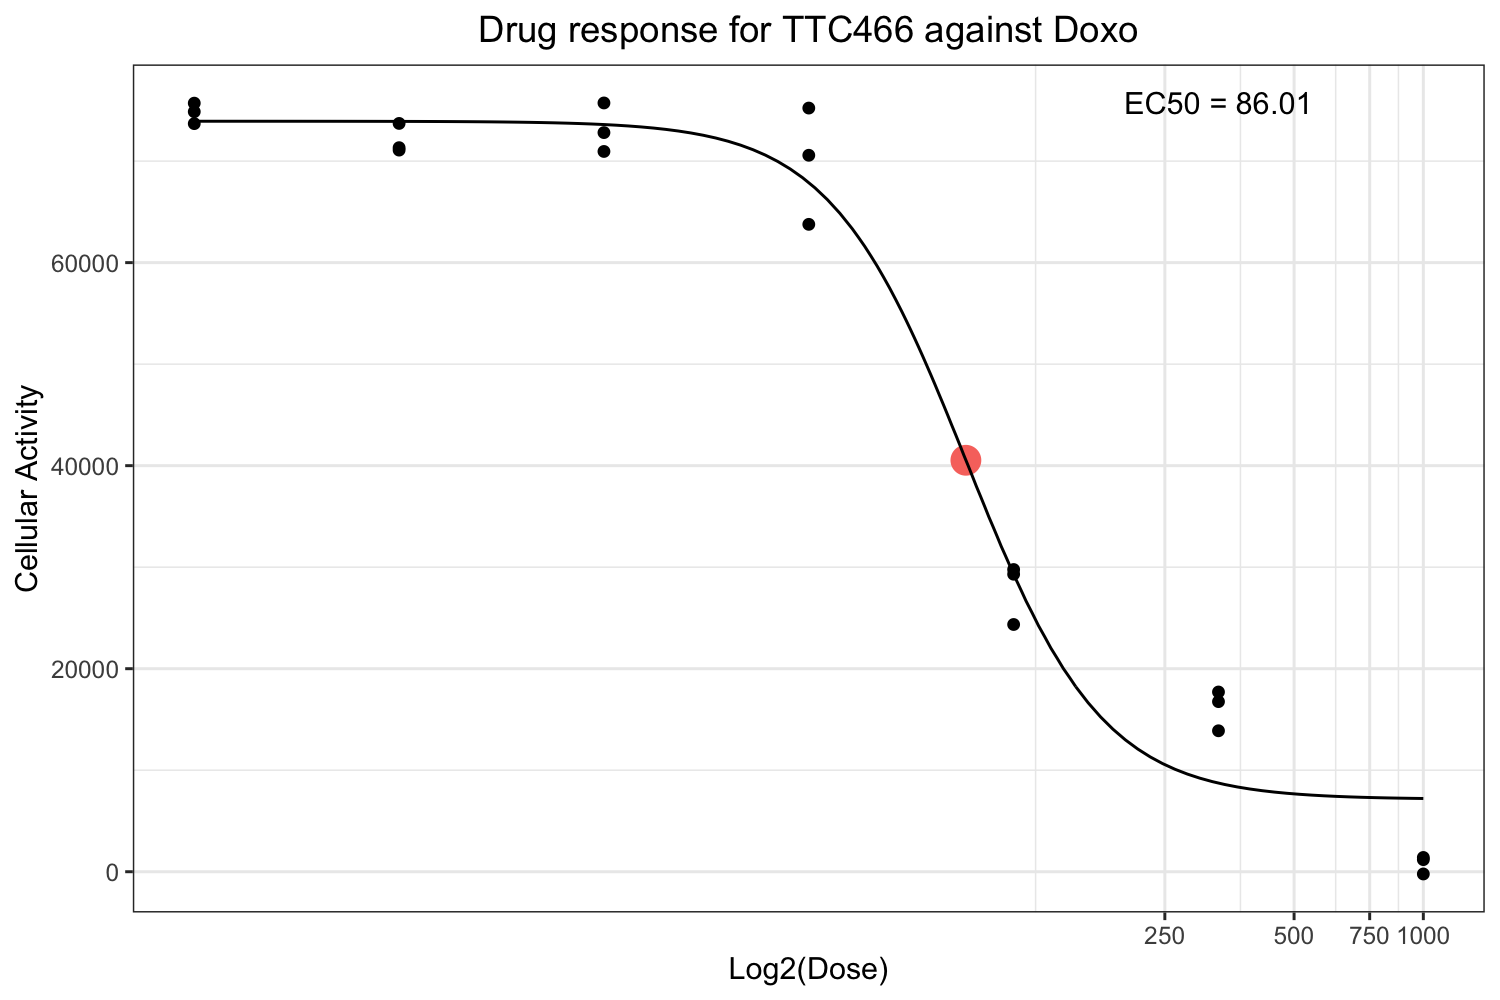 Drug response for TTC466 against Doxo
EC50 = 86.01
Cellular Activity
60000
40000
20000
0
250 500 750 1000
Log2(Dose)